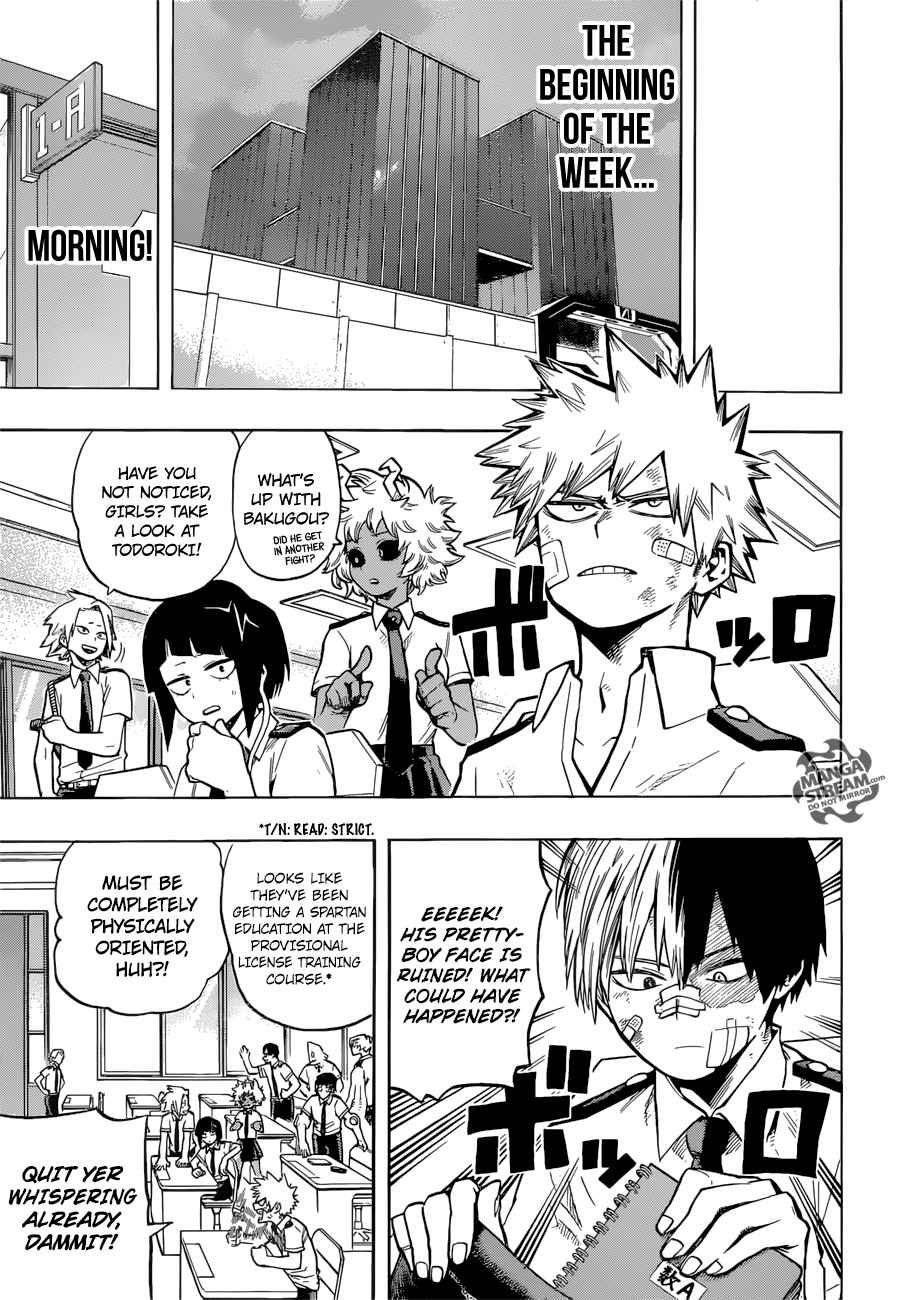 THE
BEGINNING
OF THE
WEEK...
1-A
MORNING!
WHAT'S
UP WITH
BAKUGOU?
DID HE GET
IN ANOTHER
FIGHT?
HAVE YOU
NOT NOTICED,
GIRLS? TAKE
A LOOK AT
TODOROKI!
ボッロ
MANGA
STREAM.com
DO NOT MIRROR
EEEEEK!
HIS PRETTY-
BOY FACE IS
RUINED! WHAT
COULD HAVE
HAPPENED?!
ボッロ
数A
*T/N: READ: STRICT.
LOOKS LIKE
THEY'VE BEEN
GETTING A SPARTAN
EDUCATION AT THE
PROVISIONAL
LICENSE TRAINING
COURSE.*
MUST BE
COMPLETELY
PHYSICALLY
ORIENTED,
HUH?!
QUIT YER
WHISPERING
ALREADY,
DAMMIT!